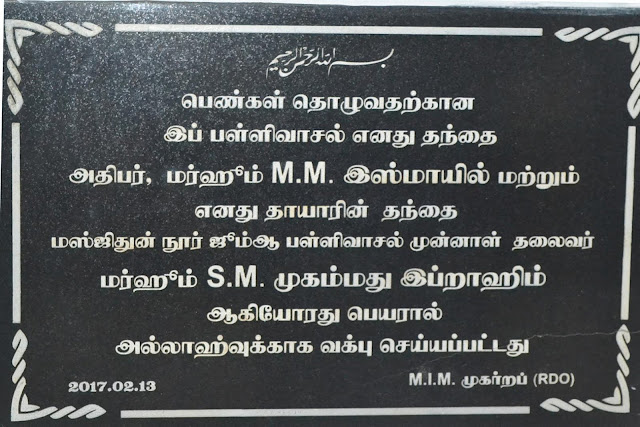 بسم الله الرحمن الرحيم
பெண்கள் தொழுவதற்கான
இப் பள்ளிவாசல் எனது தந்தை
அதிபர், மர்ஹூம் M.M. இஸ்மாயில் மற்றும்
எனது தாயாரின் தந்தை
மஸ்ஜிதுன் நூர் ஜும்ஆ பள்ளிவாசல் முன்னாள் தலைவர்
மர்ஹூம் S.M. முகம்மது இப்றாஹிம்
ஆகியோரது பெயரால்
அல்லாஹ்வுக்காக வக்பு செய்யப்பட்டது
2017.02.13 M.I.M. முகர்றப் (RDO)